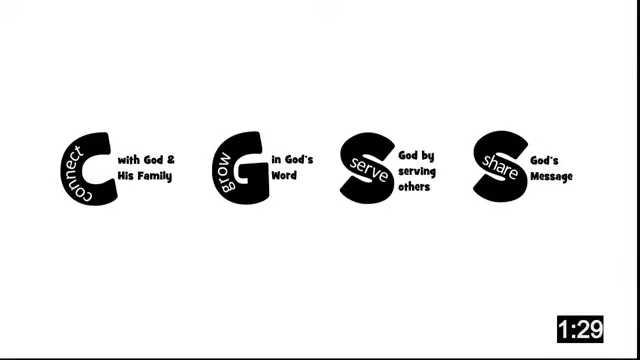 connect
with God &
His Family
grow
in God's
Word
serve
God by
serving
others
share
God's
Message
1:29